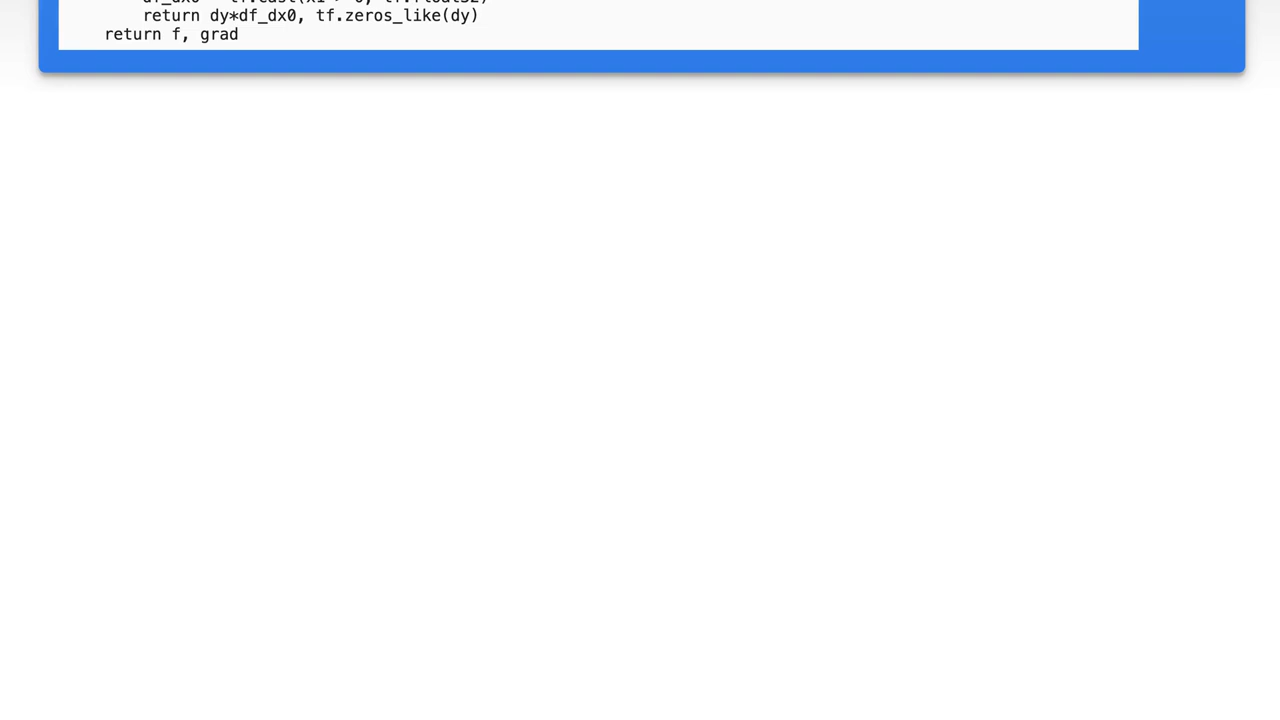 return dy*df_dx0, tf.zeros_like(dy)
return f, grad